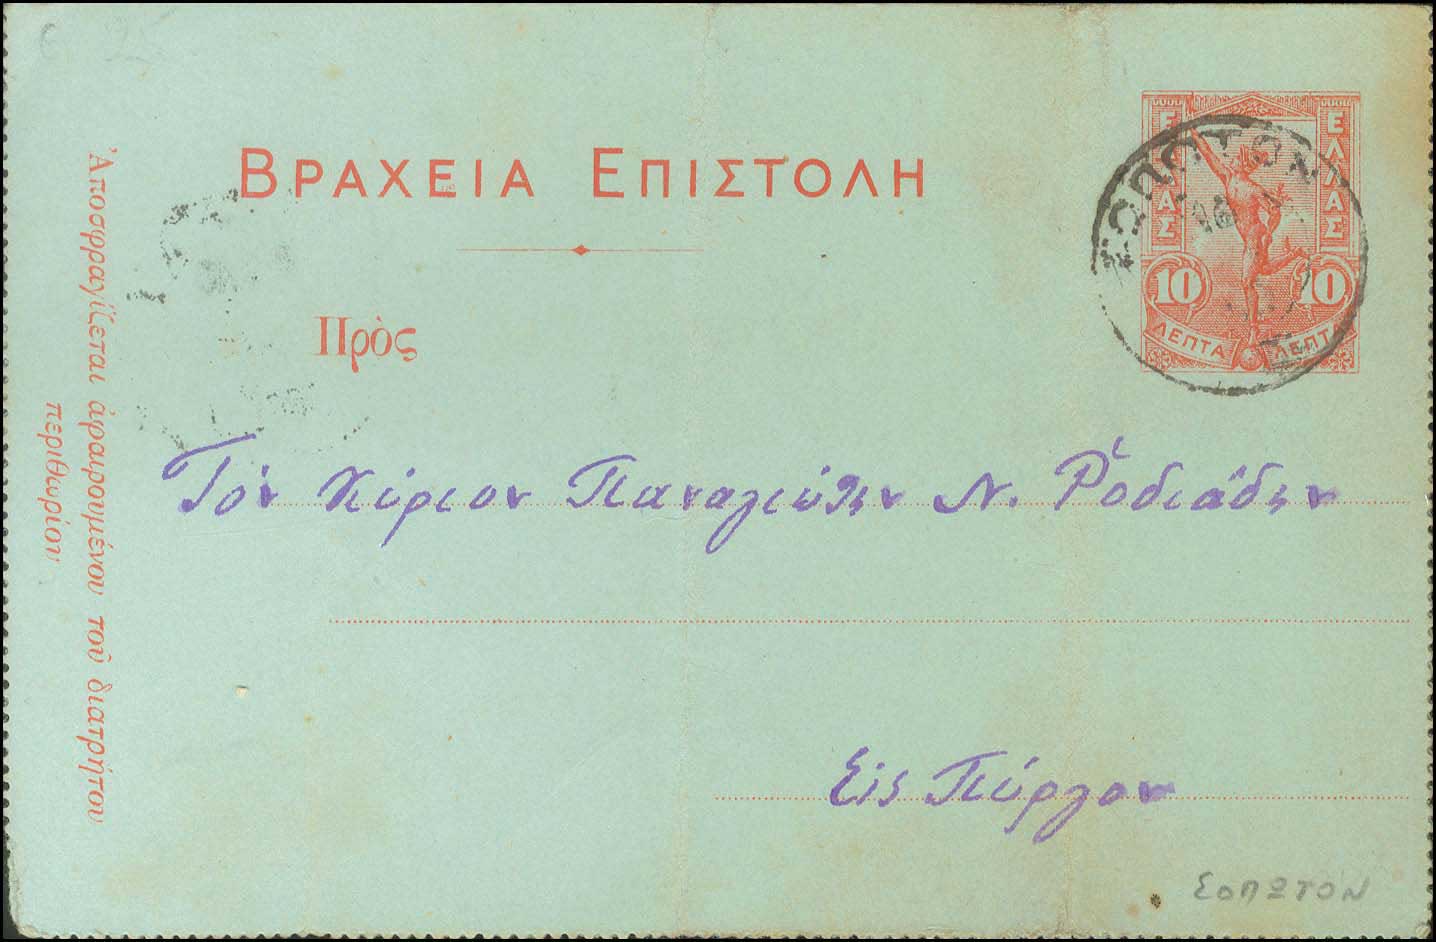 ΒΡΑΧΕΙΑ ΕΠΙΣΤΟΛΗ
ΕΛΛΑΣ
ΕΛΛΑΣ
10
10
ΛΕΠΤΑ
ΛΕΠΤΑ
Πρὸς
Τὸν Κύριον Παναγιώτην Ν. Ῥοδιάδην
Εἰς Πύργον
Ἀποσφραγίζεται ἀφαιρουμένου τοῦ διατρήτου
περιθωρίου
ΣΟΠΩΤΟΝ